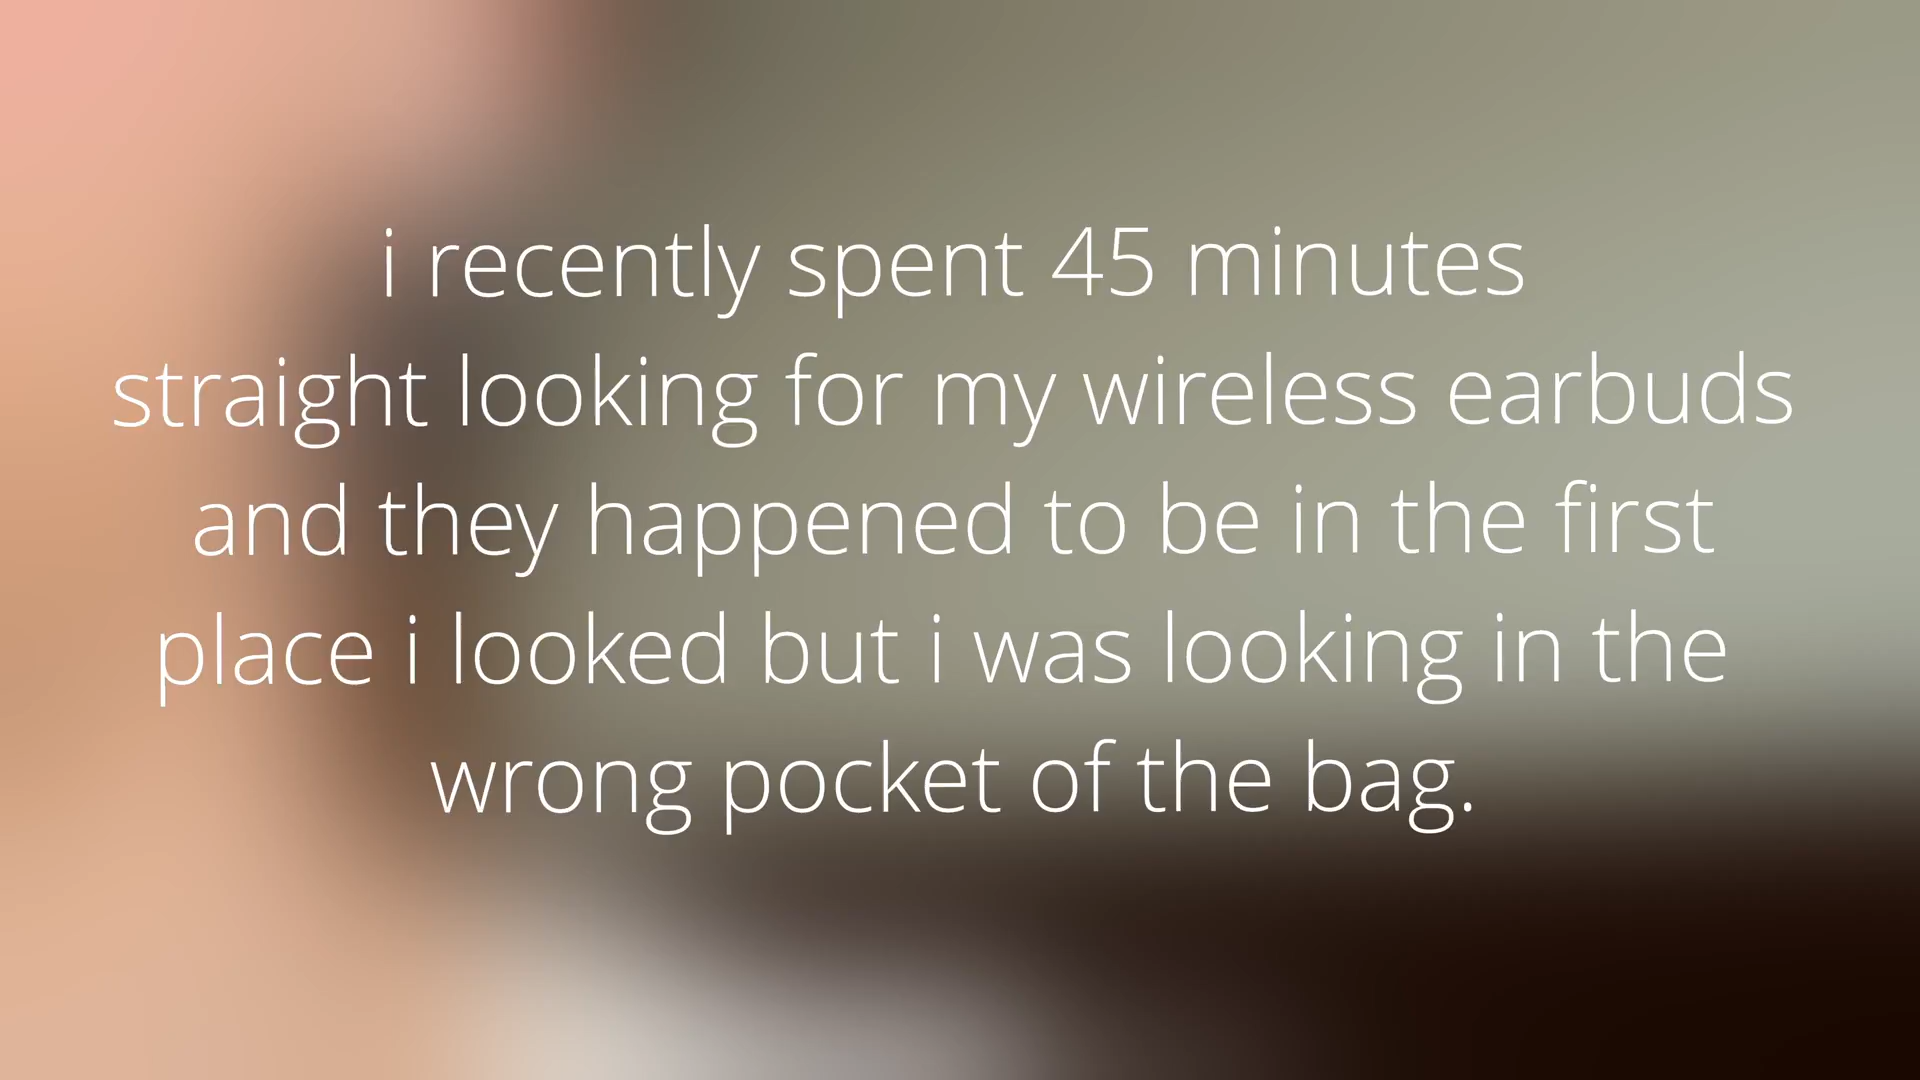 i recently spent 45 minutes
straight looking for my wireless earbuds
and they happened to be in the first
place i looked but i was looking in the
wrong pocket of the bag.